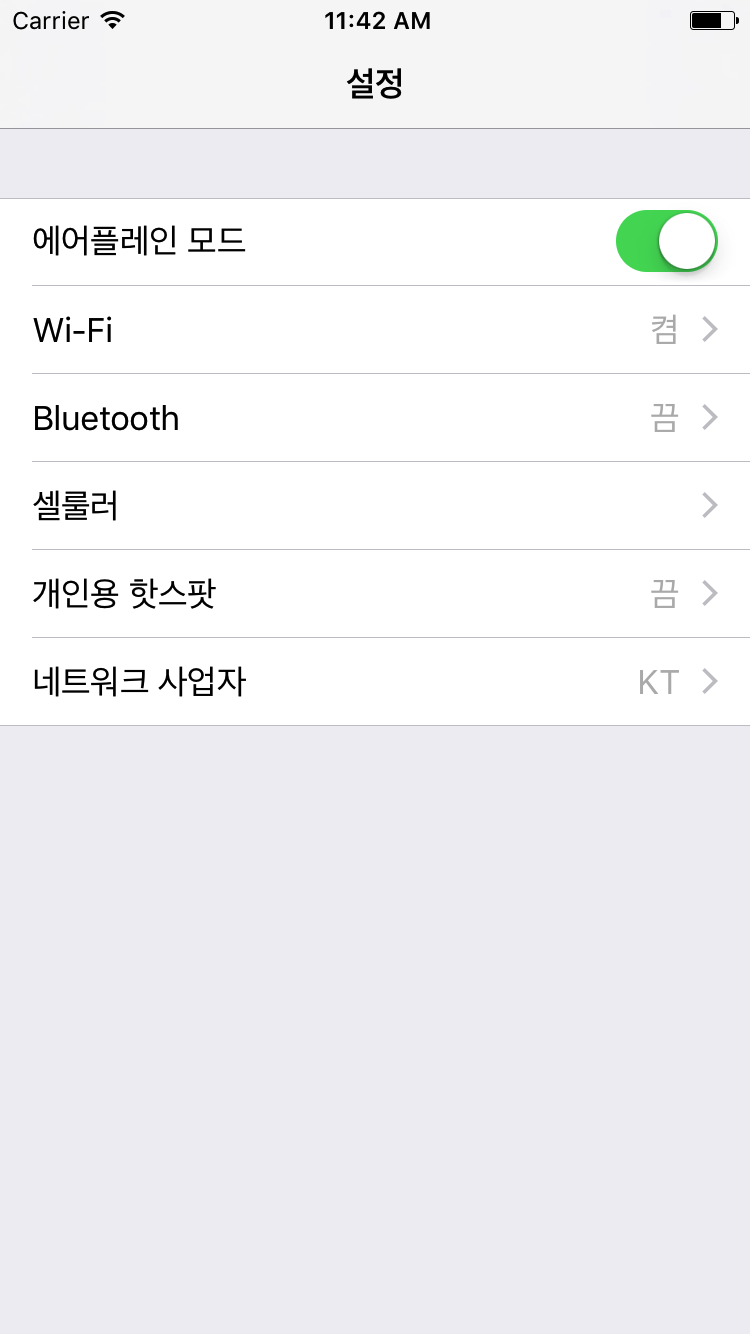 Carrier 11:42 AM
설정
에어플레인 모드
Wi-Fi 켬
Bluetooth 끔
셀룰러
개인용 핫스팟 끔
네트워크 사업자 KT